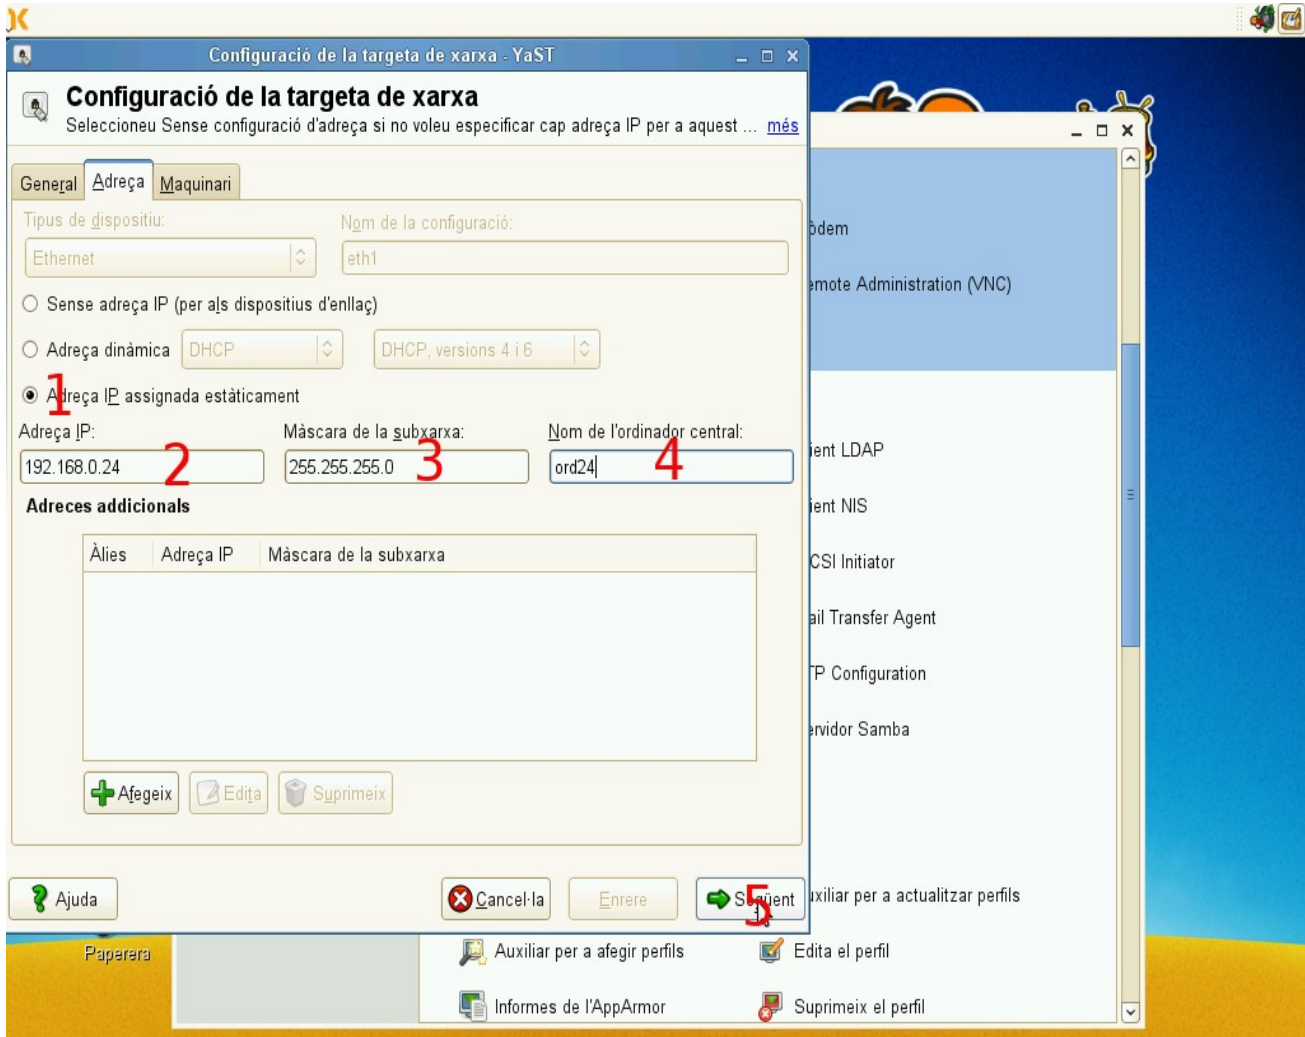 Configuració de la targeta de xarxa - YaST
Configuració de la targeta de xarxa
Seleccioneu Sense configuració d'adreça si no voleu especificar cap adreça IP per a aquest ... més
General Adreça Maquinari
Tipus de dispositiu: Nom de la configuració:
Ethernet eth1
Sense adreça IP (per als dispositius d'enllaç)
Adreça dinàmica DHCP DHCP, versions 4 i 6
1
Adreça IP assignada estàticament
Adreça IP: Màscara de la subxarxa: Nom de l'ordinador central:
192.168.0.24 2 255.255.255.0 3 ord24 4
Adreces addicionals
Àlies Adreça IP Màscara de la subxarxa
Afegeix Edita Suprimeix
Ajuda Cancel·la Enrere Següent 5
òdem
emote Administration (VNC)
ient LDAP
ient NIS
CSI Initiator
ail Transfer Agent
TP Configuration
ervidor Samba
uxiliar per a actualitzar perfils
Paperera
Auxiliar per a afegir perfils Edita el perfil
Informes de l'AppArmor Suprimeix el perfil